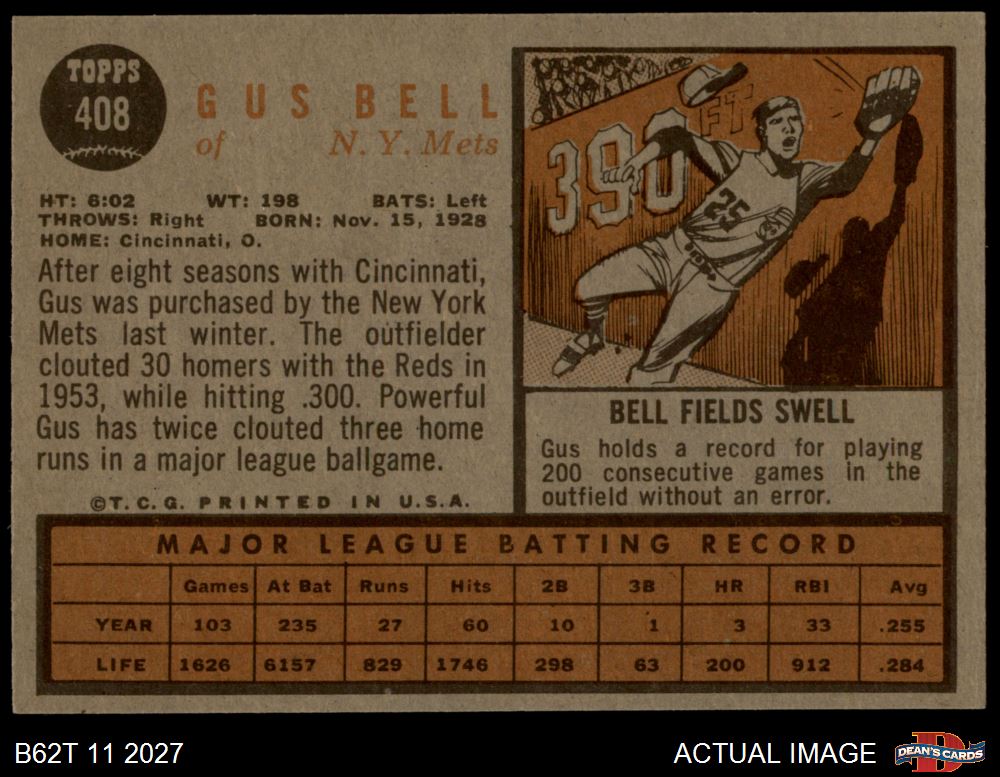 TOPPS
408
GUS BELL
of N. Y. Mets
HT: 6:02 WT: 198 BATS: Left
THROWS: Right BORN: Nov. 15, 1928
HOME: Cincinnati, O.
After eight seasons with Cincinnati,
Gus was purchased by the New York
Mets last winter. The outfielder
clouted 30 homers with the Reds in
1953, while hitting .300. Powerful
Gus has twice clouted three home
runs in a major league ballgame.
©T. C. G. PRINTED IN U.S.A.
390 FT
25
BELL FIELDS SWELL
Gus holds a record for playing
200 consecutive games in the
outfield without an error.
MAJOR LEAGUE BATTING RECORD
Games At Bat Runs Hits 2B 3B HR RBI Avg
YEAR 103 235 27 60 10 1 3 33 .255
LIFE 1626 6157 829 1746 298 63 200 912 .284
B62T 11 2027
ACTUAL IMAGE
DEAN'S CARDS